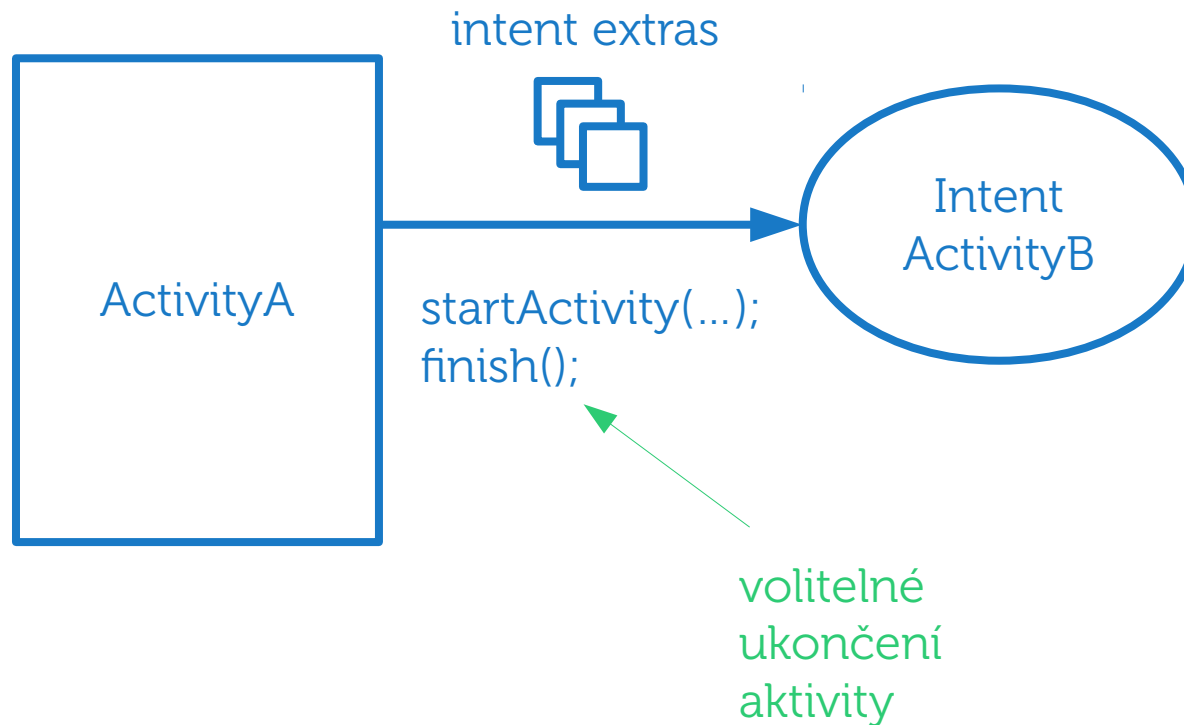 intent extras
ActivityA
Intent
ActivityB
startActivity(...);
finish();
volitelné
ukončení
aktivity